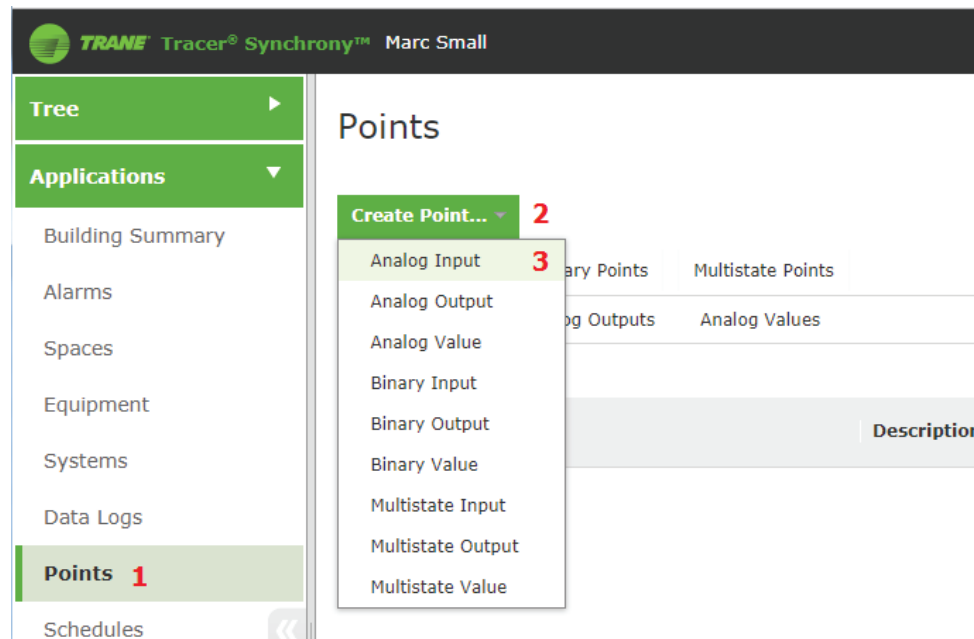 TRANE Tracer® Synchrony™ Marc Small
Tree
Applications
Building Summary
Alarms
Spaces
Equipment
Systems
Data Logs
Points 1
Schedules
Points
Create Point... 2
Analog Input 3
Analog Output
Analog Value
Binary Input
Binary Output
Binary Value
Multistate Input
Multistate Output
Multistate Value
ary Points Multistate Points
og Outputs Analog Values
Description